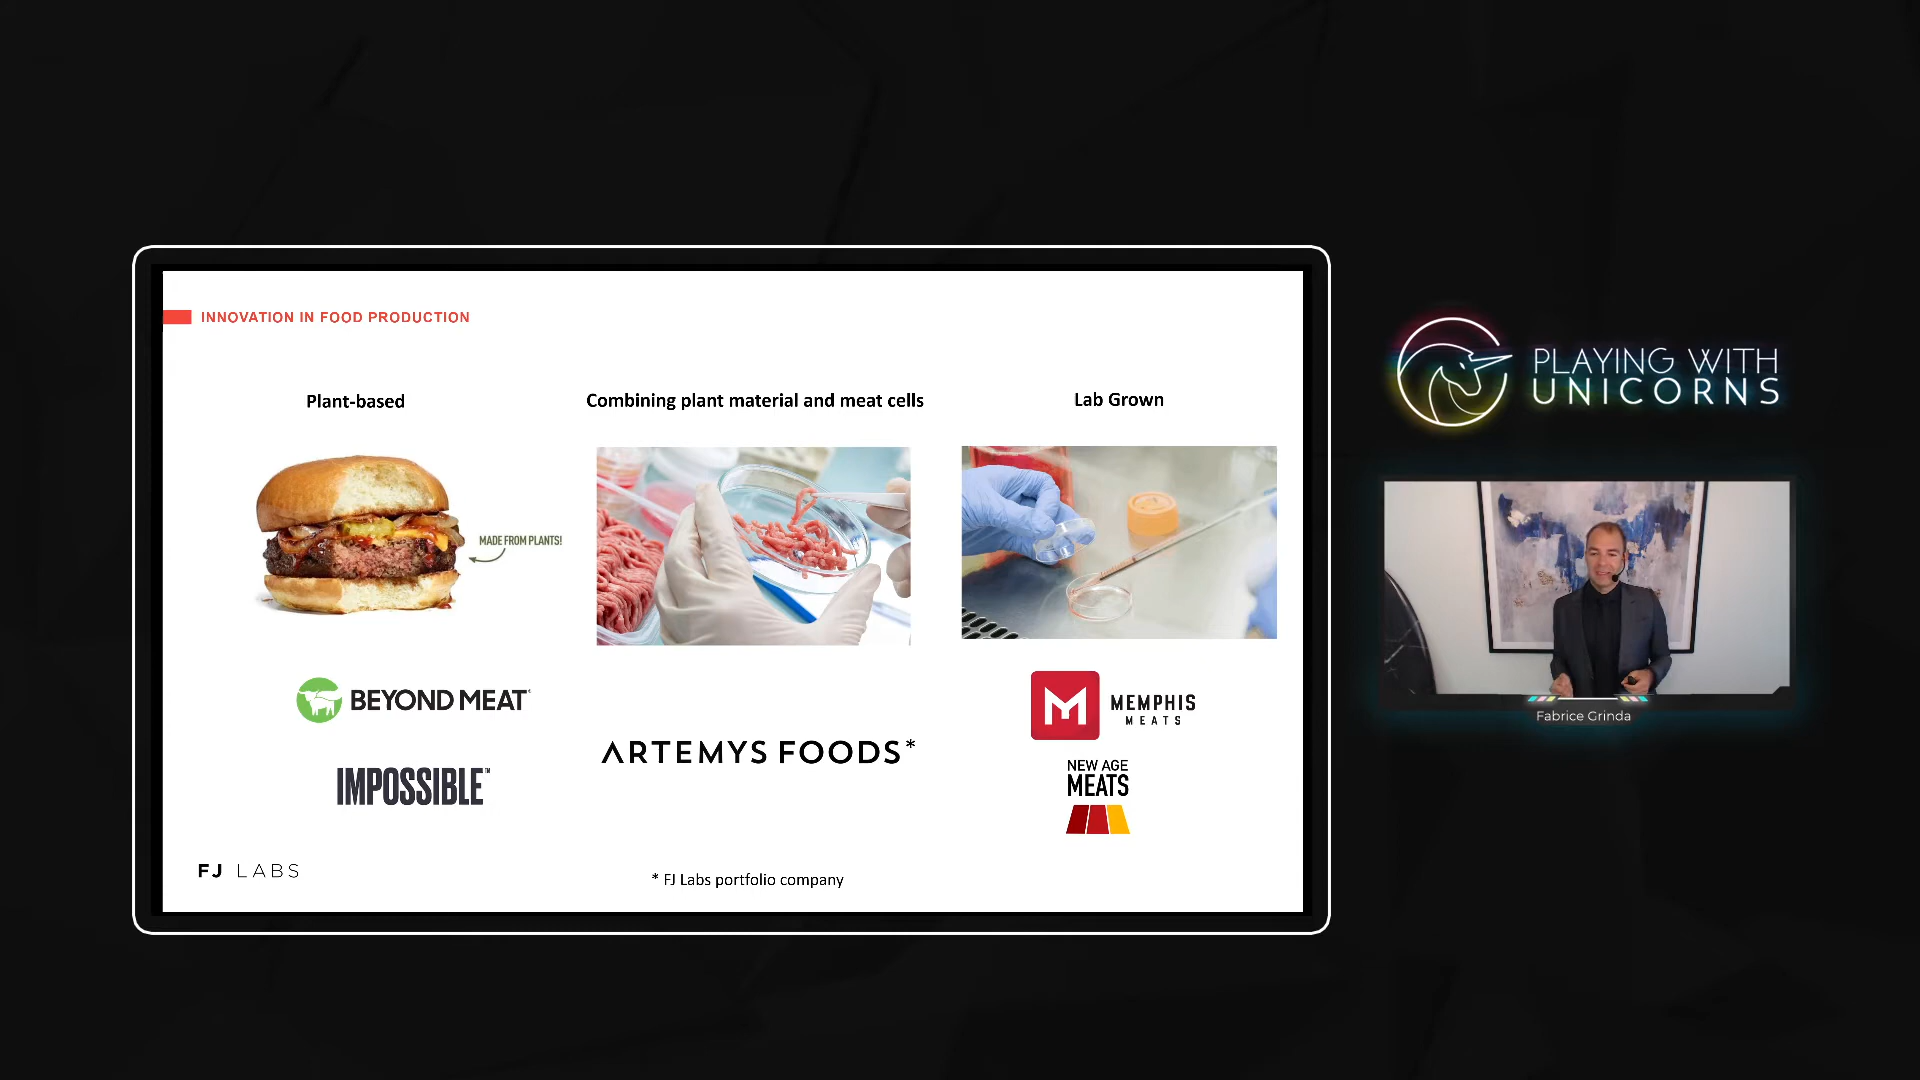 INNOVATION IN FOOD PRODUCTION
Plant-based
Combining plant material and meat cells
Lab Grown
MADE FROM PLANTS!
BEYOND MEAT
IMPOSSIBLE™
ARTEMYS FOODS*
MEMPHIS
MEATS
NEW AGE
MEATS
FJ LABS
* FJ Labs portfolio company
PLAYING WITH
UNICORNS
Fabrice Grinda